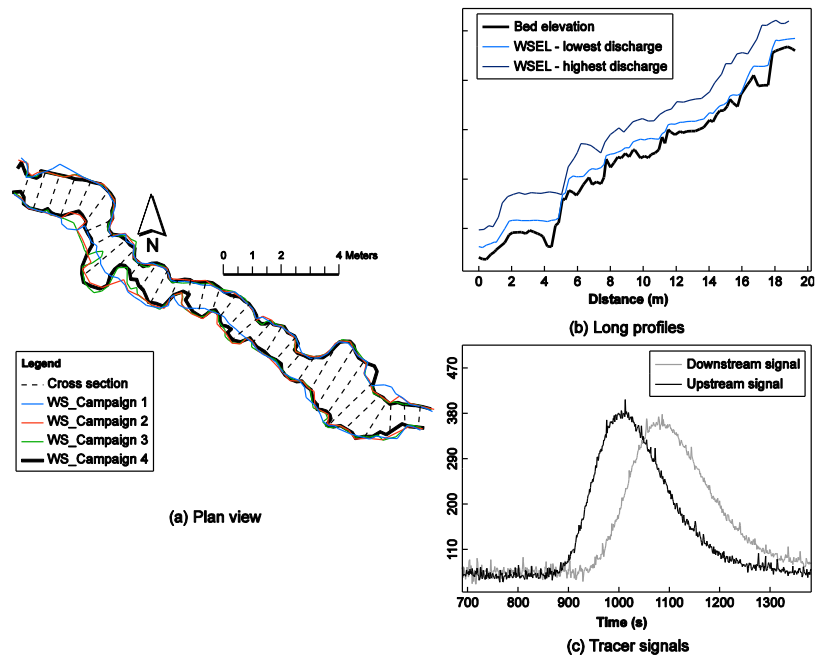 N
0 1 2 4 Meters
Legend
Cross section
WS_Campaign 1
WS_Campaign 2
WS_Campaign 3
WS_Campaign 4
(a) Plan view
Bed elevation
WSEL - lowest discharge
WSEL - highest discharge
0 2 4 6 8 10 12 14 16 18 20
Distance (m)
(b) Long profiles
470
380
290
200
110
Downstream signal
Upstream signal
700 800 900 1000 1100 1200 1300
Time (s)
(c) Tracer signals